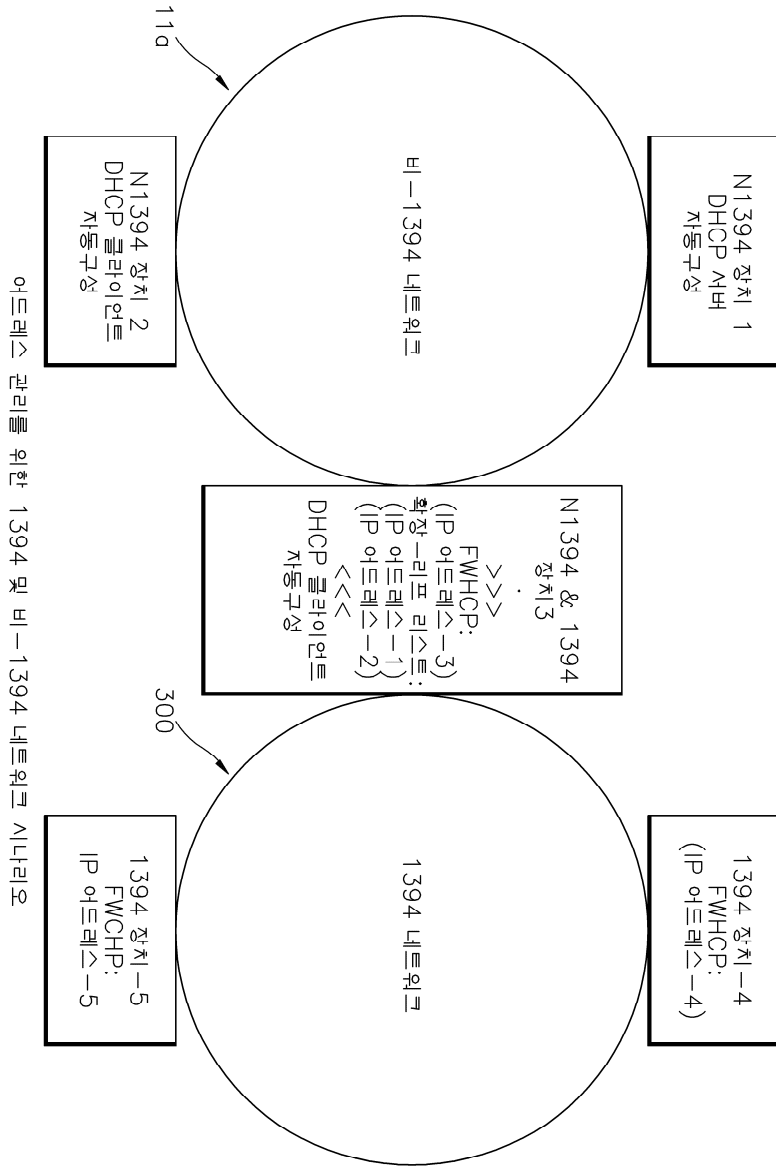 N1394 장치 1
DHCP 서버
자동구성
1394 장치-4
FWHCP:
(IP 어드레스-4)
N1394 & 1394
장치3
.
>>>
FWHCP:
(IP 어드레스-3)
확장-리프 리스트:
(IP 어드레스-1)
(IP 어드레스-2)
<<<
DHCP 클라이언트
자동구성
비-1394 네트워크
1394 네트워크
N1394 장치 2
DHCP 클라이언트
자동구성
1394 장치-5
FWCHP:
IP 어드레스-5
11a
300
어드레스 관리를 위한 1394 및 비-1394 네트워크 시나리오